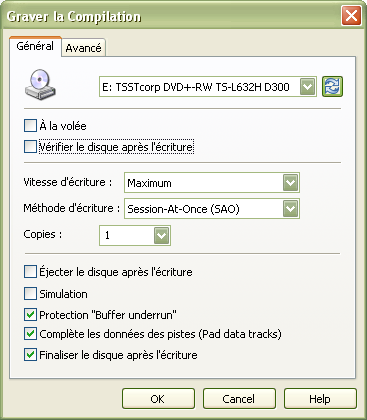 Graver la Compilation
Général
Avancé
E: TSSTcorp DVD+-RW TS-L632H D300
À la volée
Vérifier le disque après l'écriture
Vitesse d'écriture : Maximum
Méthode d'écriture : Session-At-Once (SAO)
Copies : 1
Éjecter le disque après l'écriture
Simulation
Protection "Buffer underrun"
Complète les données des pistes (Pad data tracks)
Finaliser le disque après l'écriture
OK
Cancel
Help